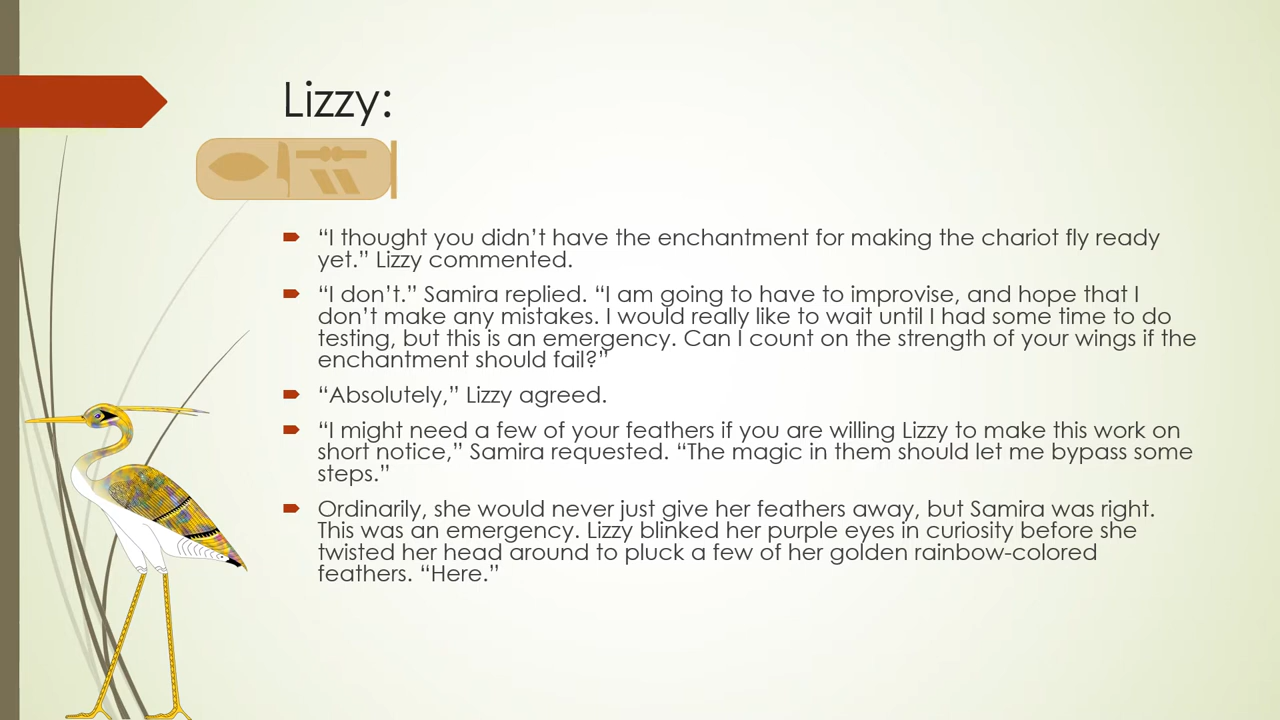 Lizzy:
“I thought you didn’t have the enchantment for making the chariot fly ready
yet.” Lizzy commented.
“I don’t.” Samira replied. “I am going to have to improvise, and hope that I
don’t make any mistakes. I would really like to wait until I had some time to do
testing, but this is an emergency. Can I count on the strength of your wings if the
enchantment should fail?”
“Absolutely,” Lizzy agreed.
“I might need a few of your feathers if you are willing Lizzy to make this work on
short notice,” Samira requested. “The magic in them should let me bypass some
steps.”
Ordinarily, she would never just give her feathers away, but Samira was right.
This was an emergency. Lizzy blinked her purple eyes in curiosity before she
twisted her head around to pluck a few of her golden rainbow-colored
feathers. “Here.”